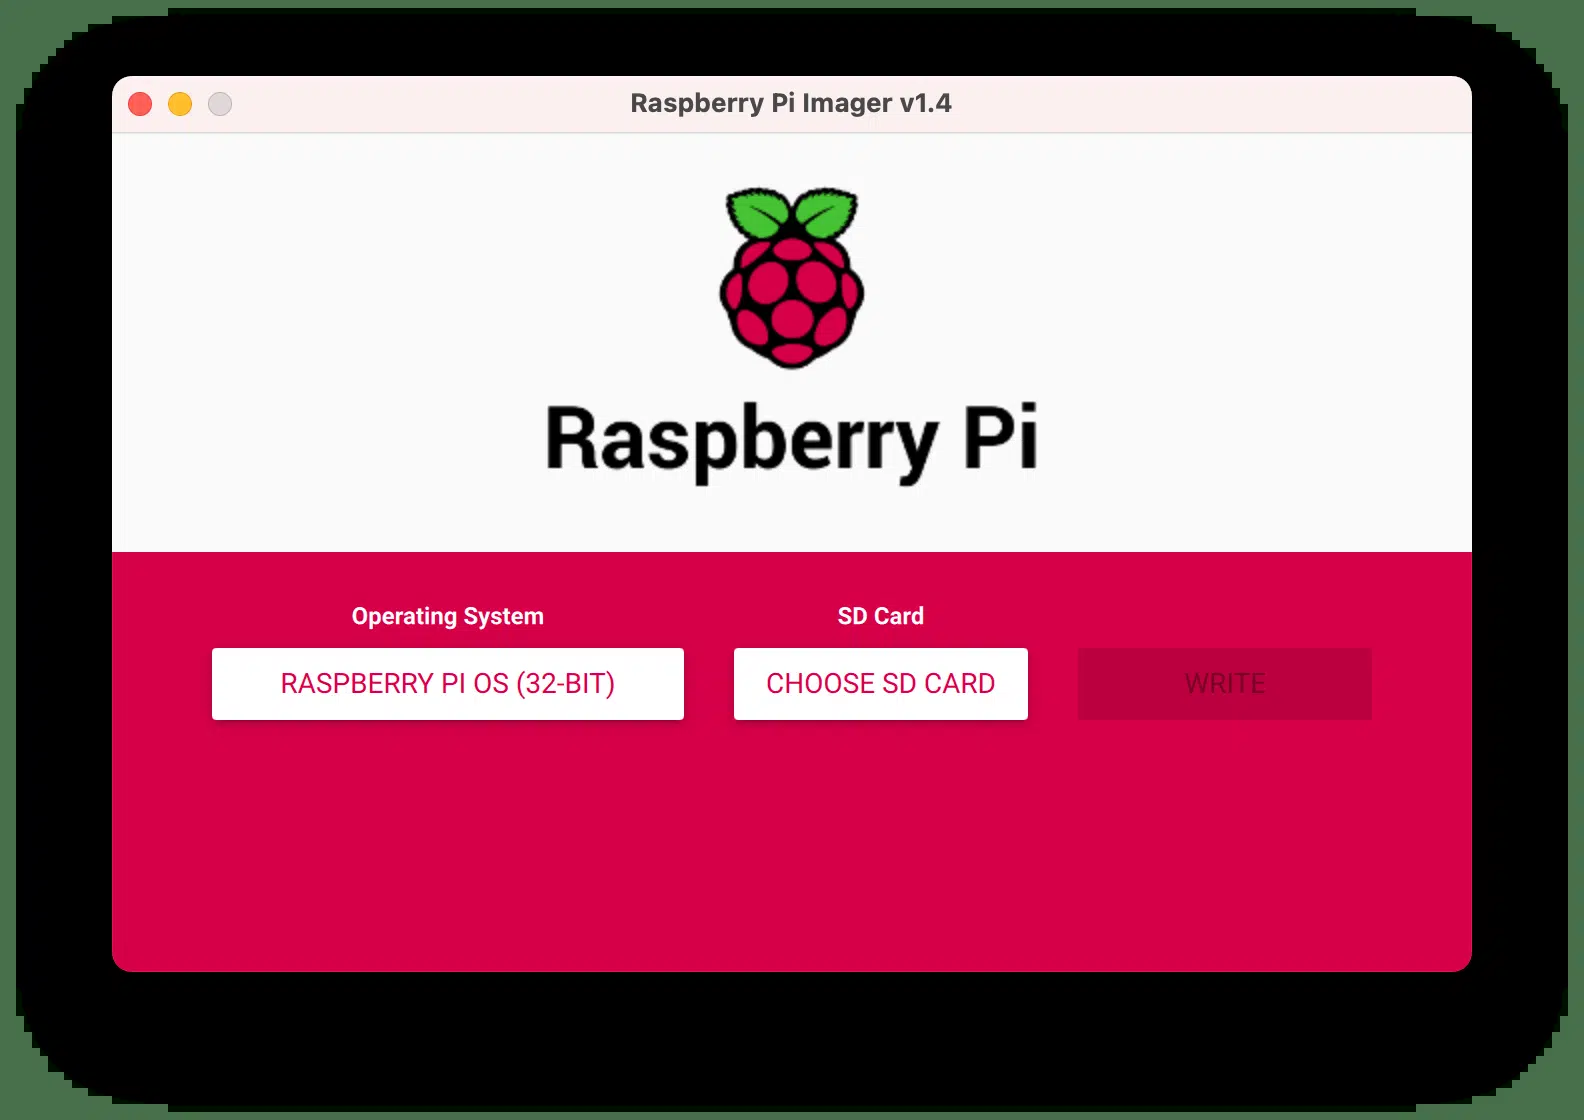 Raspberry Pi Imager v1.4
Raspberry Pi
Operating System
SD Card
RASPBERRY PI OS (32-BIT)
CHOOSE SD CARD
WRITE